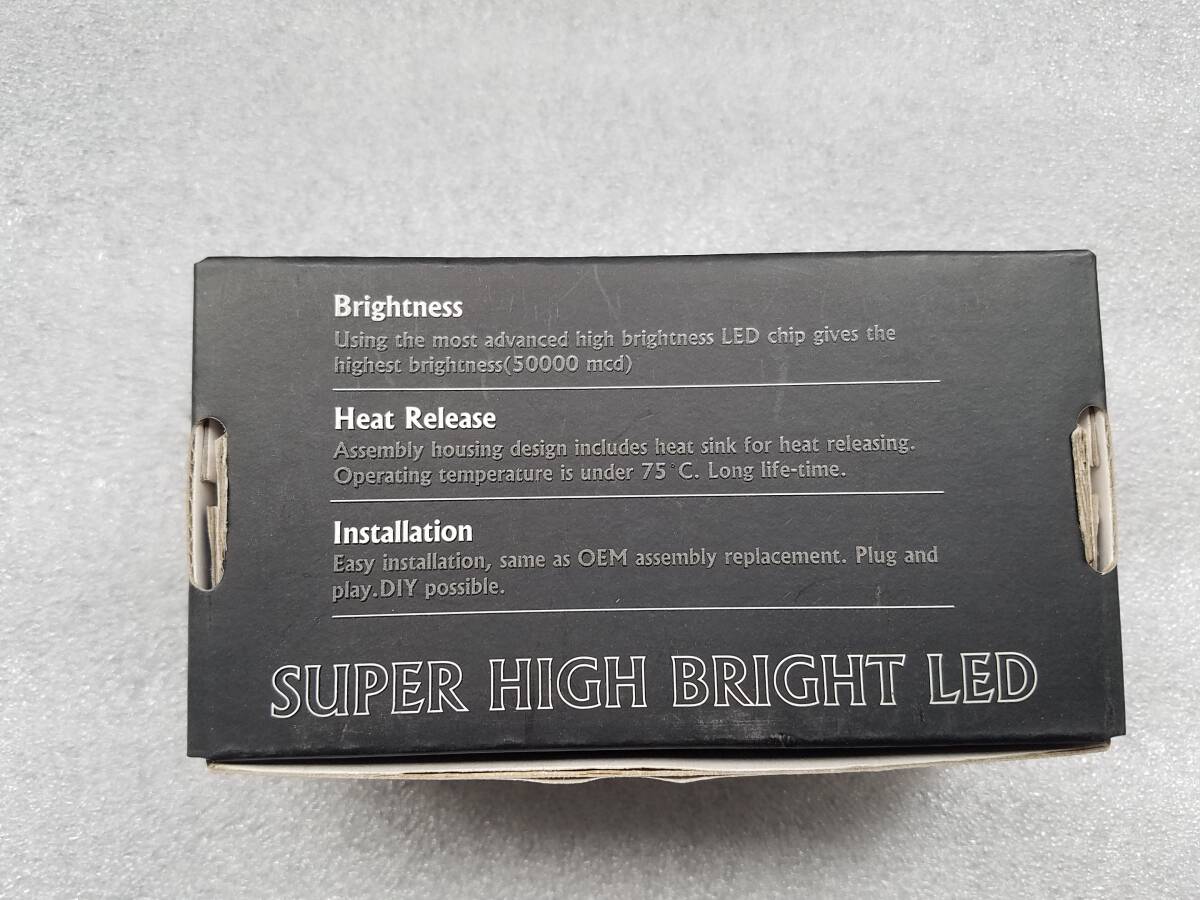 Brightness
Using the most advanced high brightness LED chip gives the
highest brightness(50000 mcd)
Heat Release
Assembly housing design includes heat sink for heat releasing.
Operating temperature is under 75°C. Long life-time.
Installation
Easy installation, same as OEM assembly replacement. Plug and
play.DIY possible.
SUPER HIGH BRIGHT LED